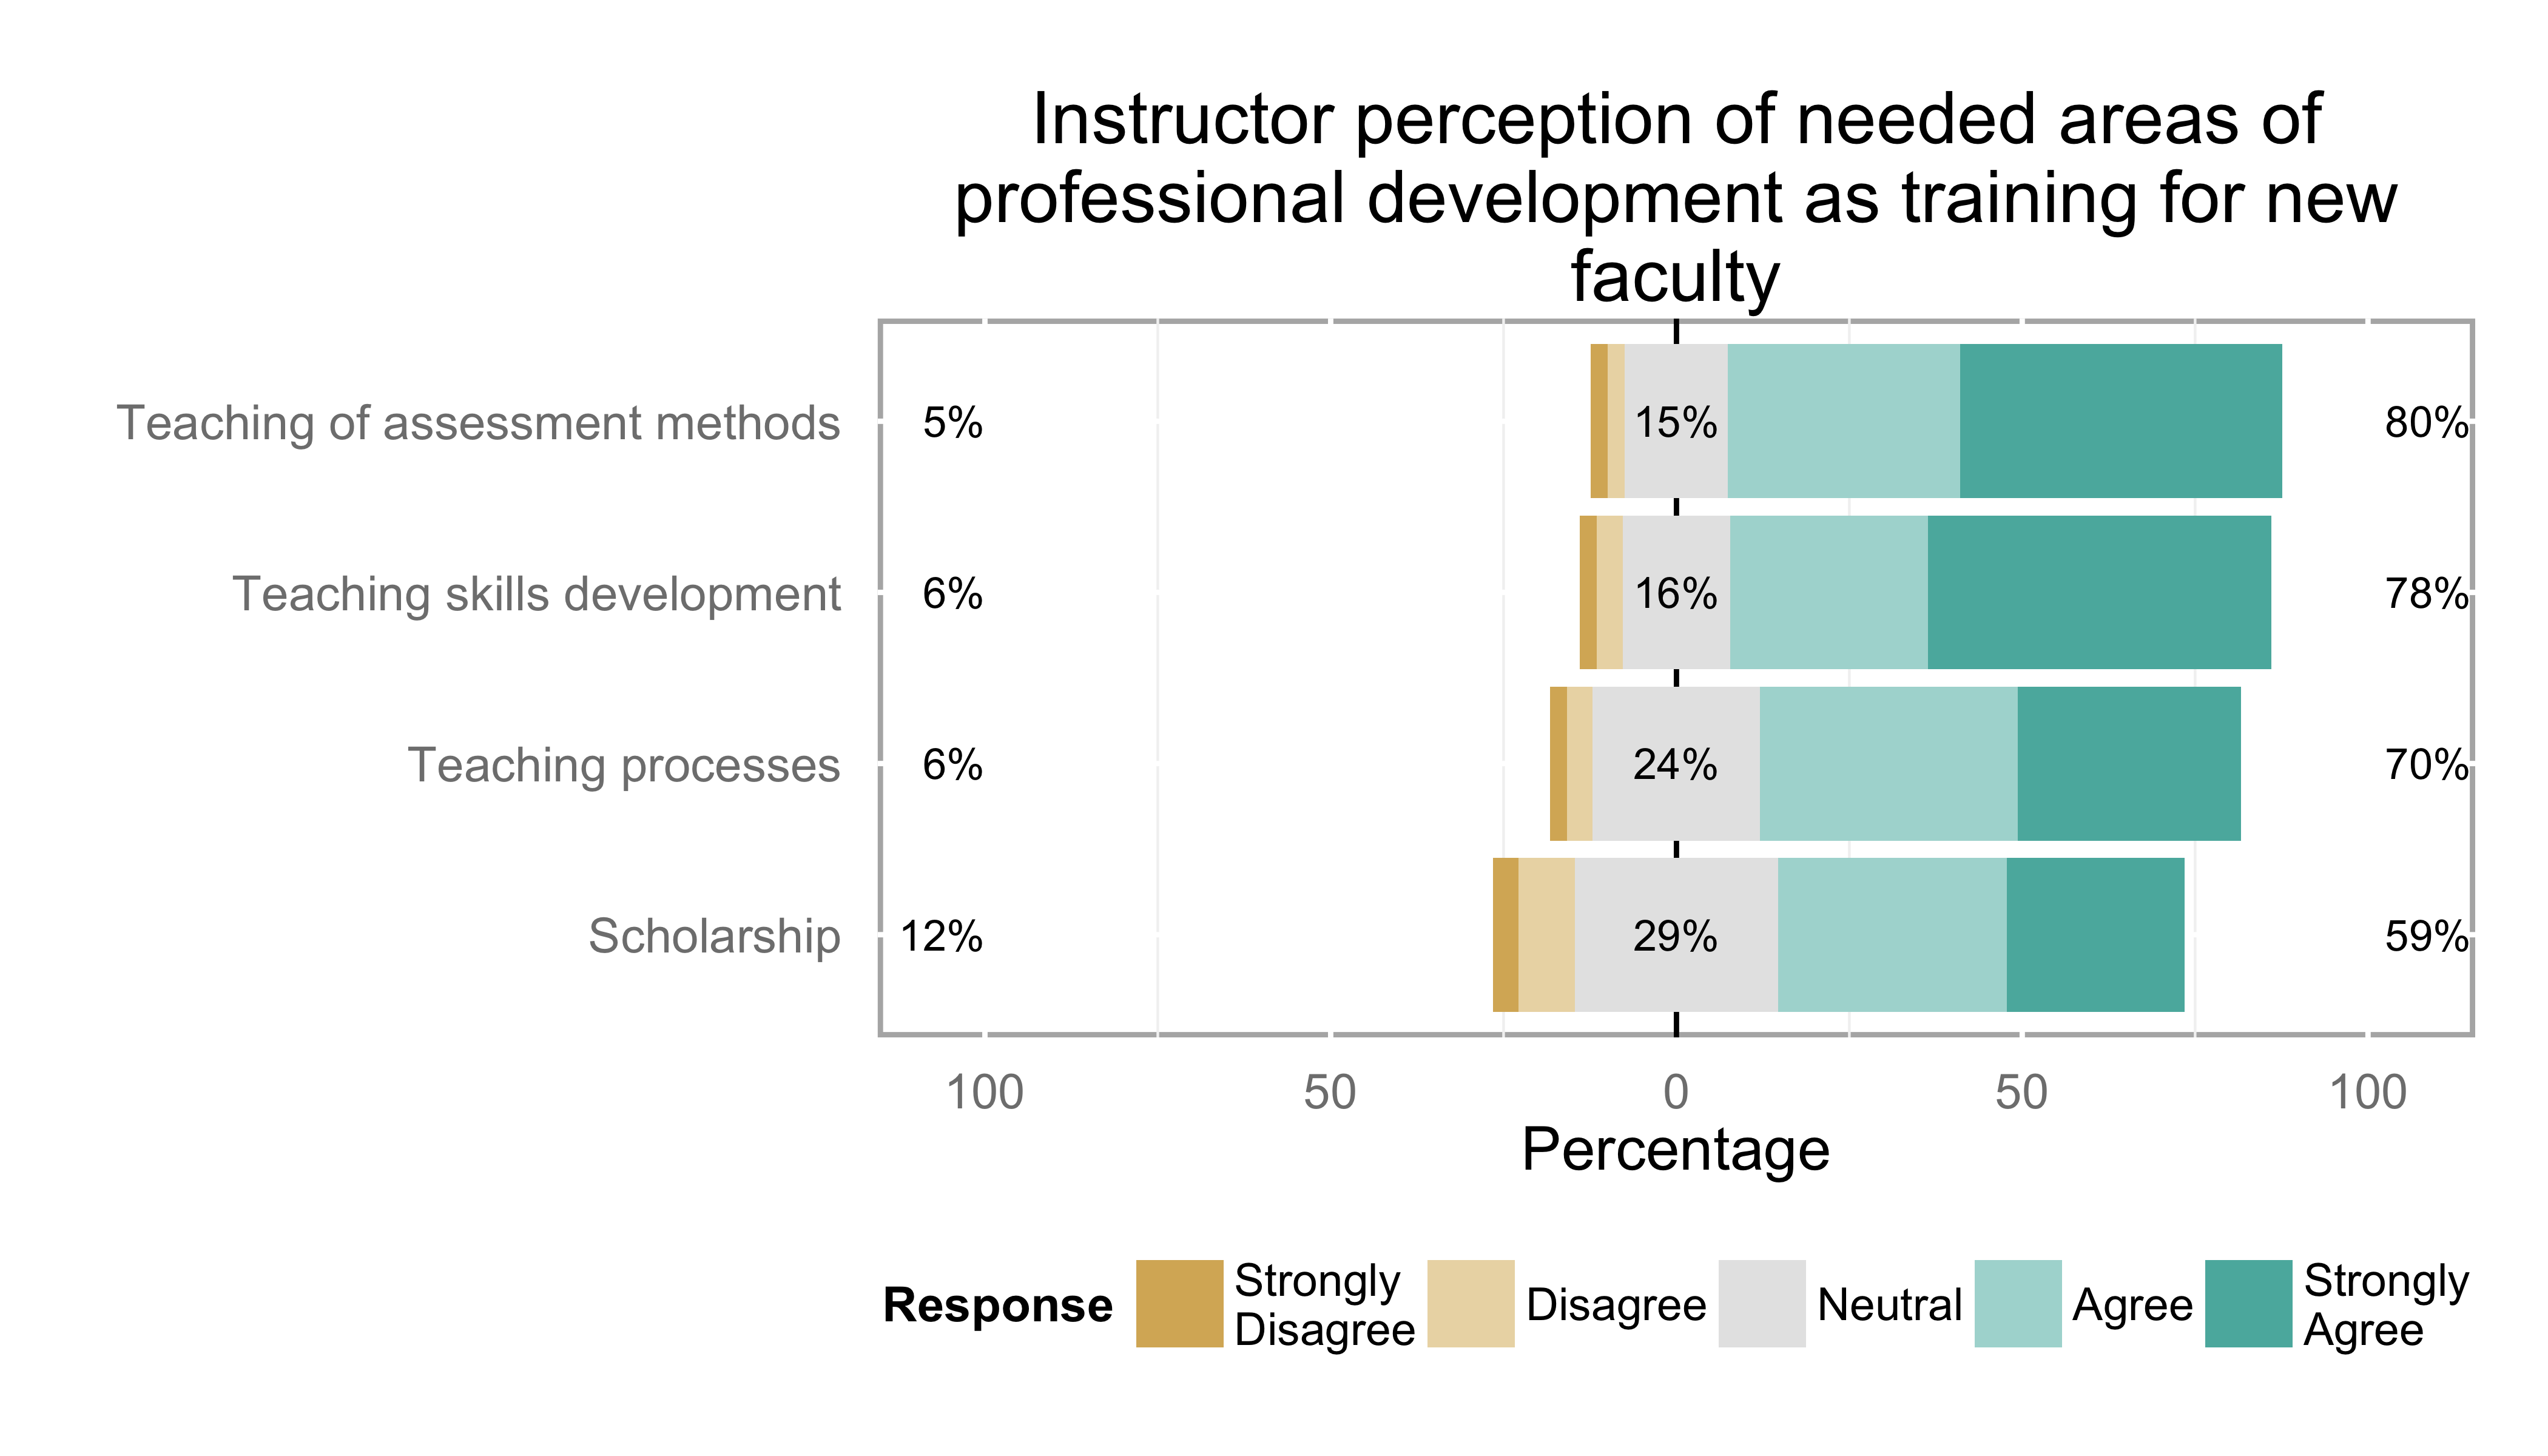 Instructor perception of needed areas of
professional development as training for new
faculty
Teaching of assessment methods 5% 15% 80%
Teaching skills development 6% 16% 78%
Teaching processes 6% 24% 70%
Scholarship 12% 29% 59%
100 50 0 50 100
Percentage
Response
Strongly
Disagree
Disagree
Neutral
Agree
Strongly
Agree